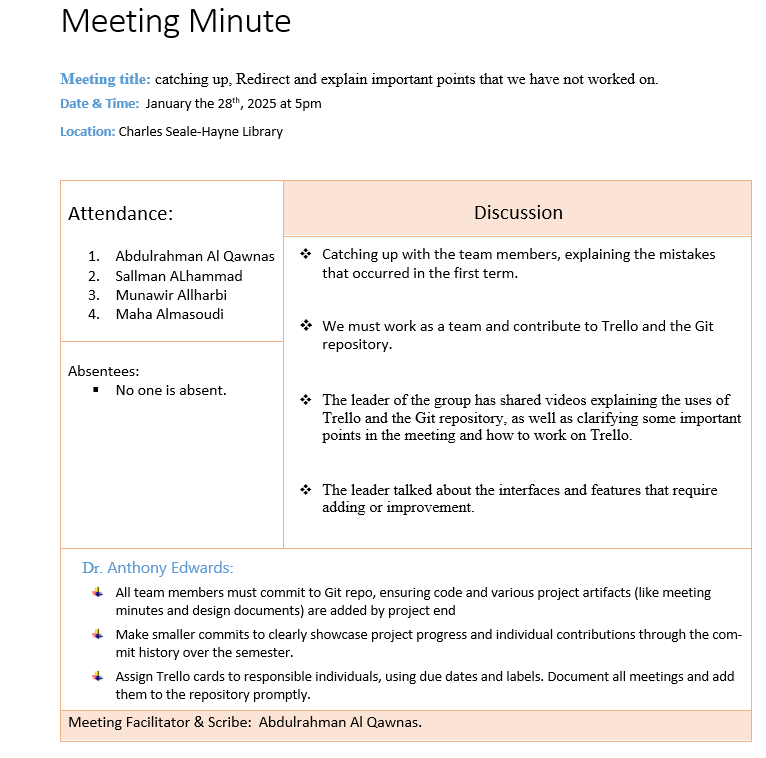 Meeting Minute
Meeting title: catching up, Redirect and explain important points that we have not worked on.
Date & Time: January the 28th, 2025 at 5pm
Location: Charles Seale-Hayne Library
Attendance:
1. Abdulrahman Al Qawnas
2. Sallman ALhammad
3. Munawir Allharbi
4. Maha Almasoudi
Absentees:
▪ No one is absent.
Discussion
❖ Catching up with the team members, explaining the mistakes
that occurred in the first term.
❖ We must work as a team and contribute to Trello and the Git
repository.
❖ The leader of the group has shared videos explaining the uses of
Trello and the Git repository, as well as clarifying some important
points in the meeting and how to work on Trello.
❖ The leader talked about the interfaces and features that require
adding or improvement.
Dr. Anthony Edwards:
All team members must commit to Git repo, ensuring code and various project artifacts (like meeting
minutes and design documents) are added by project end
Make smaller commits to clearly showcase project progress and individual contributions through the com-
mit history over the semester.
Assign Trello cards to responsible individuals, using due dates and labels. Document all meetings and add
them to the repository promptly.
Meeting Facilitator & Scribe: Abdulrahman Al Qawnas.